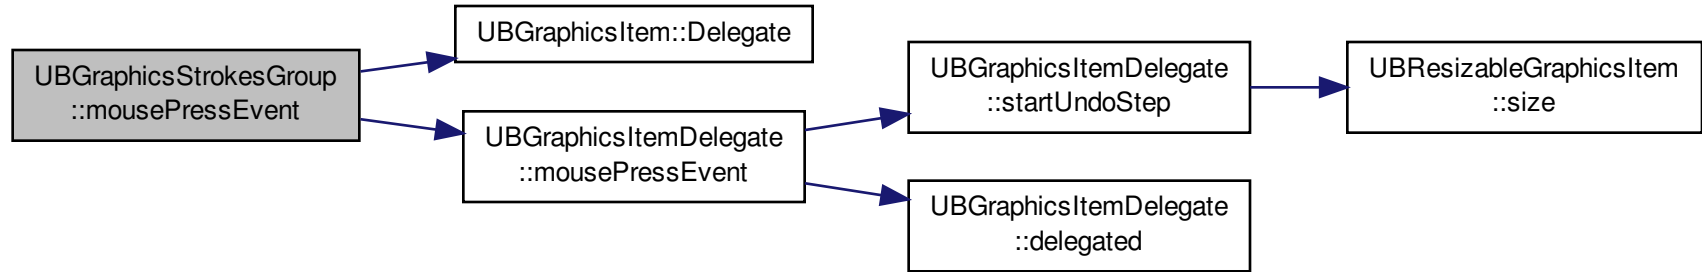 UBGraphicsStrokesGroup
::mousePressEvent
UBGraphicsItem::Delegate
UBGraphicsItemDelegate
::mousePressEvent
UBGraphicsItemDelegate
::startUndoStep
UBGraphicsItemDelegate
::delegated
UBResizableGraphicsItem
::size